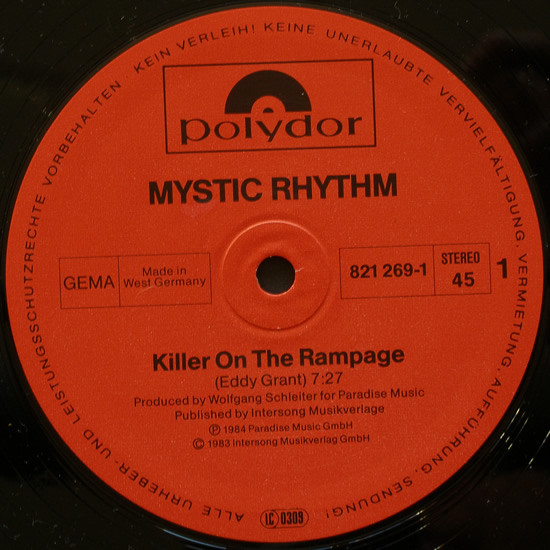 ALLE URHEBER- UND LEISTUNGSSCHUTZRECHTE VORBEHALTEN KEIN VERLEIH! KEINE UNERLAUBTE VERVIELFÄLTIGUNG, VERMIETUNG, AUFFÜHRUNG, SENDUNG!
polydor
MYSTIC RHYTHM
GEMA
Made in
West Germany
821 269-1
STEREO
45
1
Killer On The Rampage
(Eddy Grant) 7:27
Produced by Wolfgang Schleiter for Paradise Music
Published by Intersong Musikverlage
Ⓟ 1984 Paradise Music GmbH
© 1983 Intersong Musikverlag GmbH
LC 0309